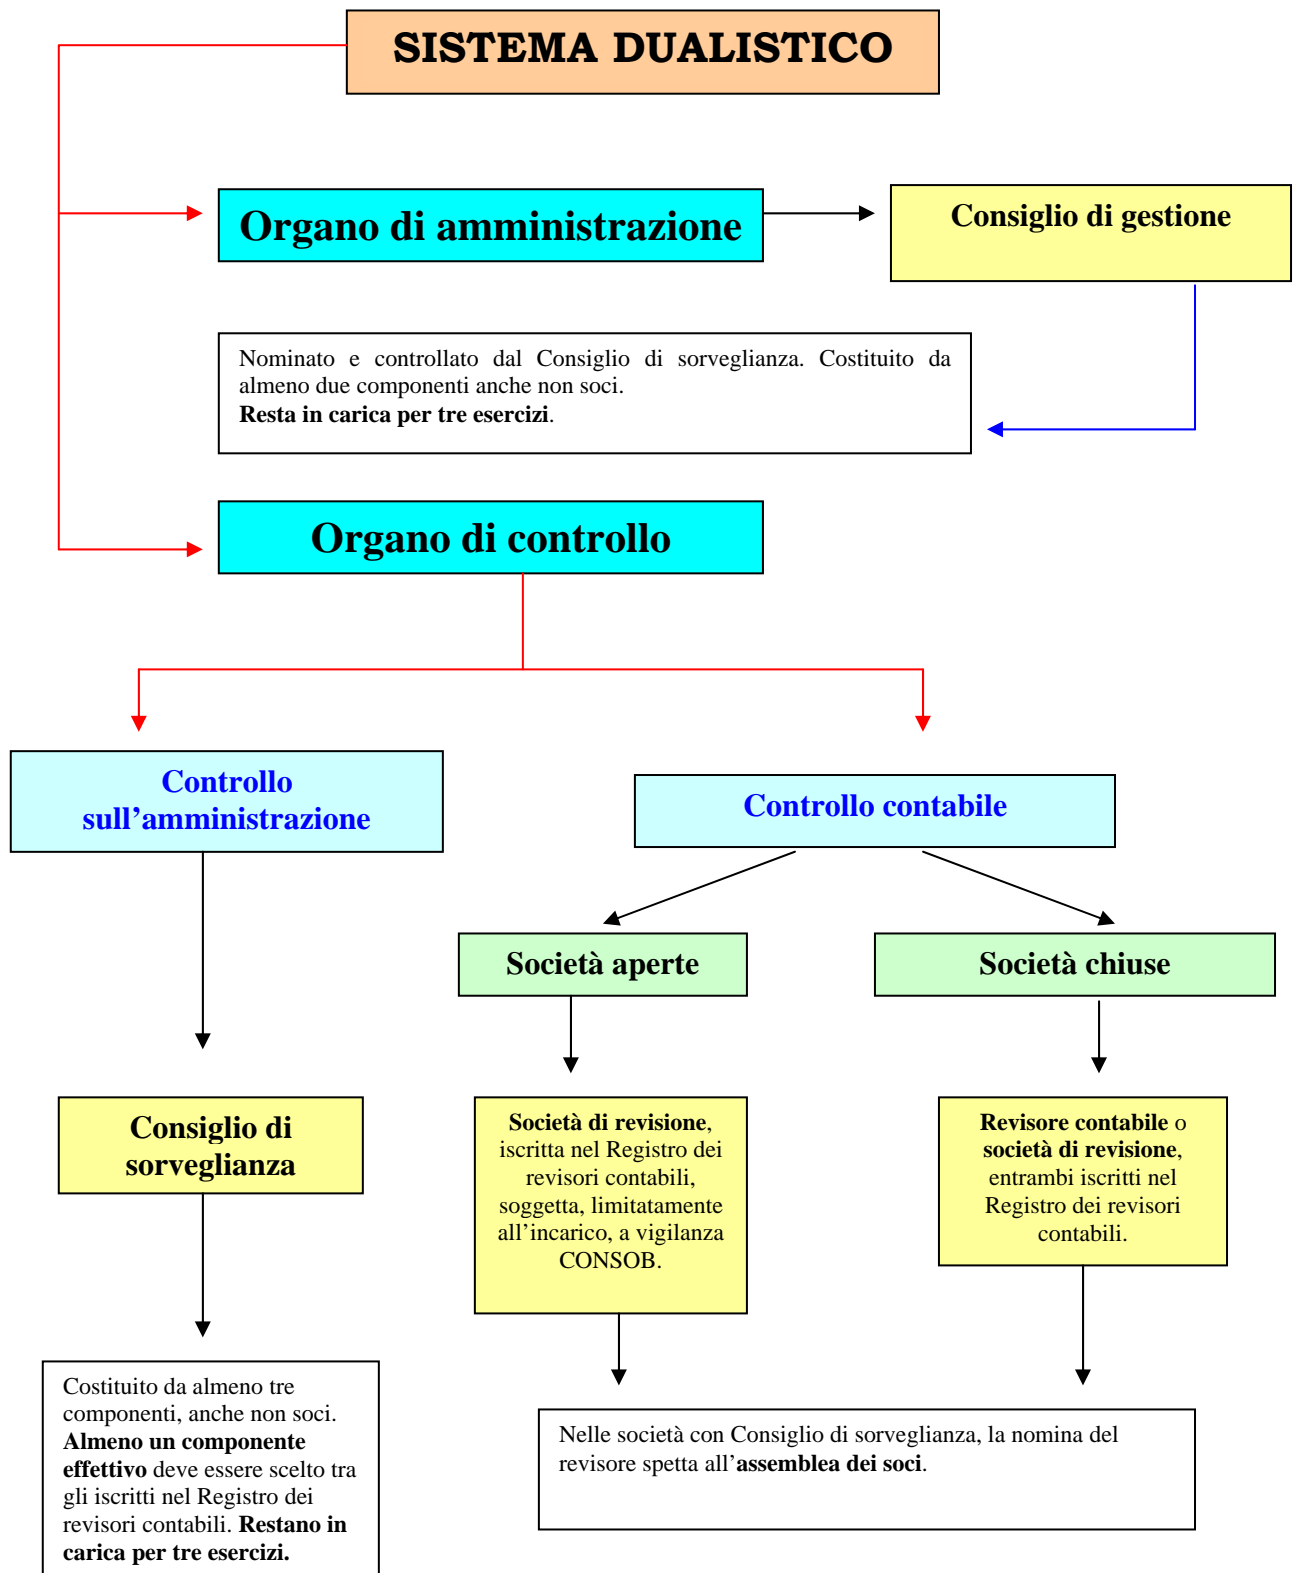 SISTEMA DUALISTICO
Organo di amministrazione
Consiglio di gestione
Nominato e controllato dal Consiglio di sorveglianza. Costituito da
almeno due componenti anche non soci.
Resta in carica per tre esercizi.
Organo di controllo
Controllo
sull’amministrazione
Controllo contabile
Società aperte
Società chiuse
Consiglio di
sorveglianza
Società di revisione,
iscritta nel Registro dei
revisori contabili,
soggetta, limitatamente
all’incarico, a vigilanza
CONSOB.
Revisore contabile o
società di revisione,
entrambi iscritti nel
Registro dei revisori
contabili.
Costituito da almeno tre
componenti, anche non soci.
Almeno un componente
effettivo deve essere scelto tra
gli iscritti nel Registro dei
revisori contabili. Restano in
carica per tre esercizi.
Nelle società con Consiglio di sorveglianza, la nomina del
revisore spetta all’assemblea dei soci.